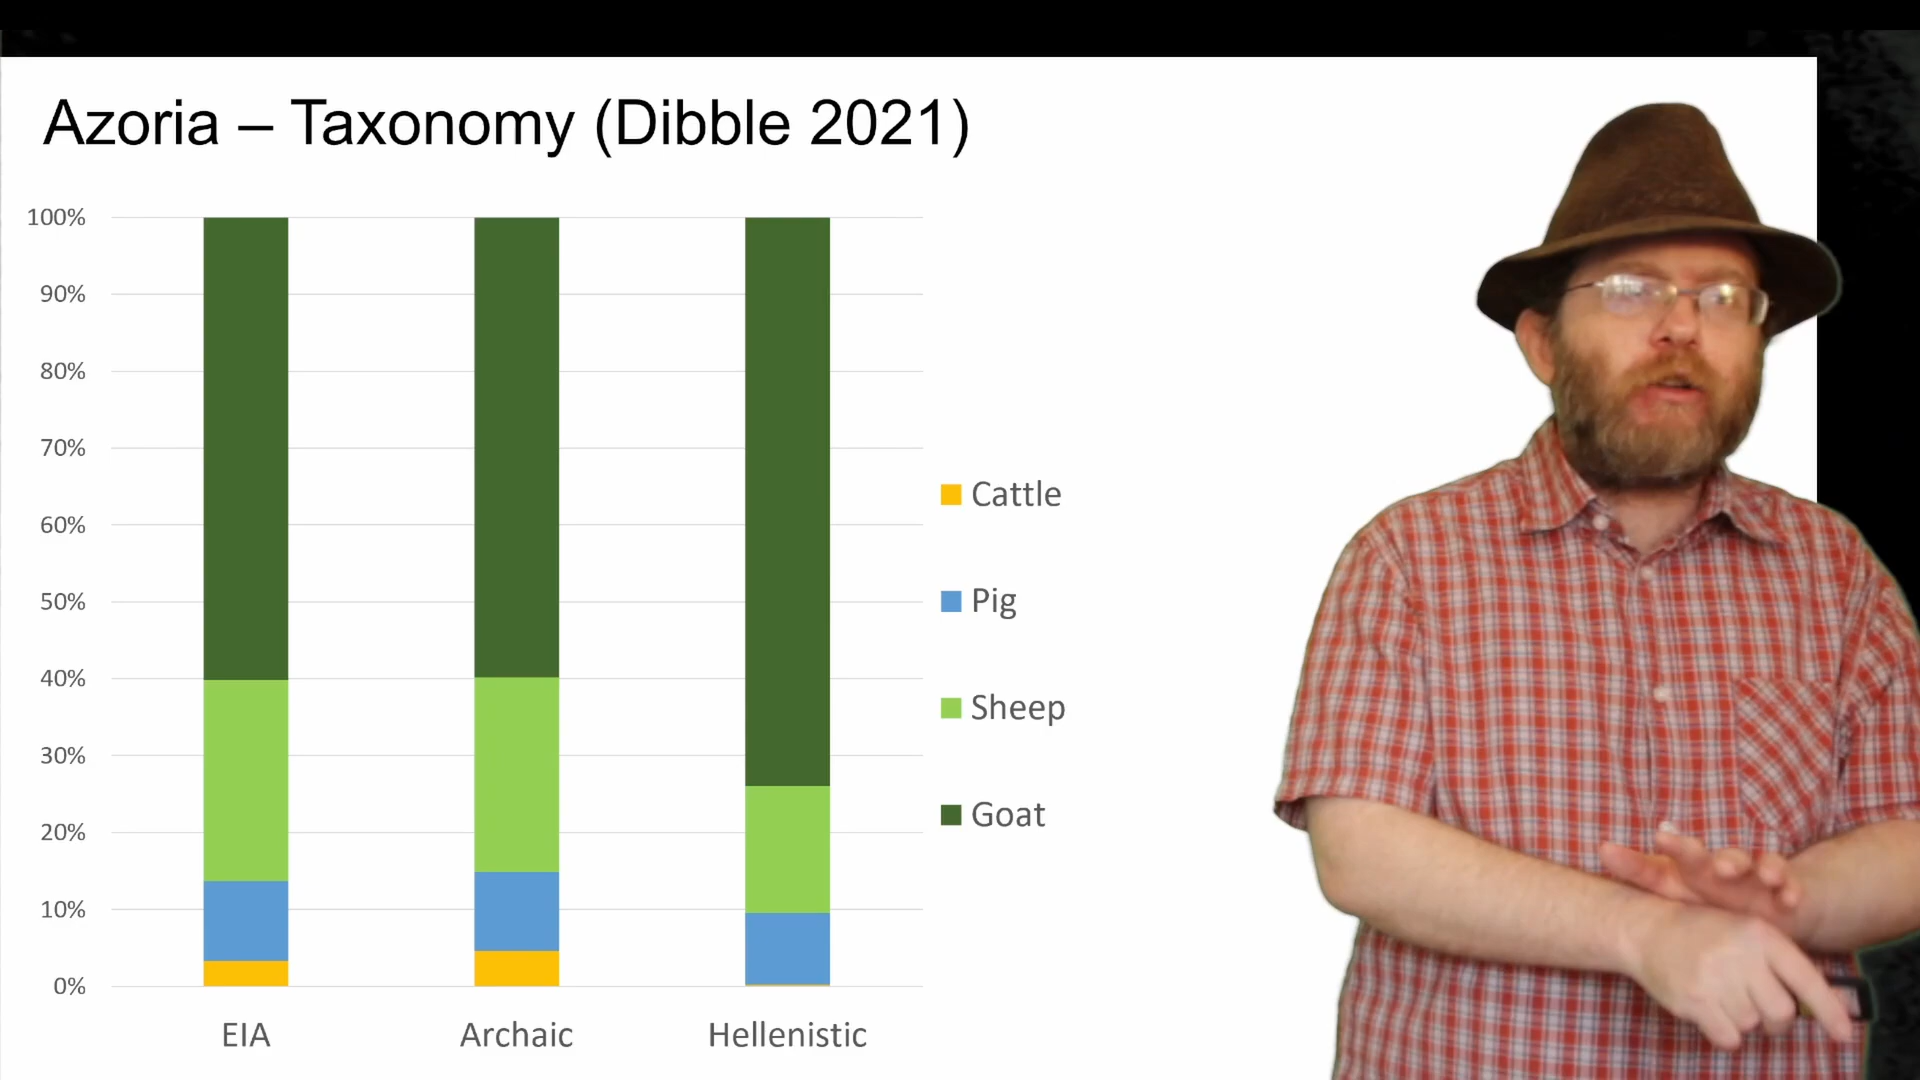 Azoria – Taxonomy (Dibble 2021)
100%
90%
80%
70%
60%
50%
40%
30%
20%
10%
0%
EIA
Archaic
Hellenistic
Cattle
Pig
Sheep
Goat